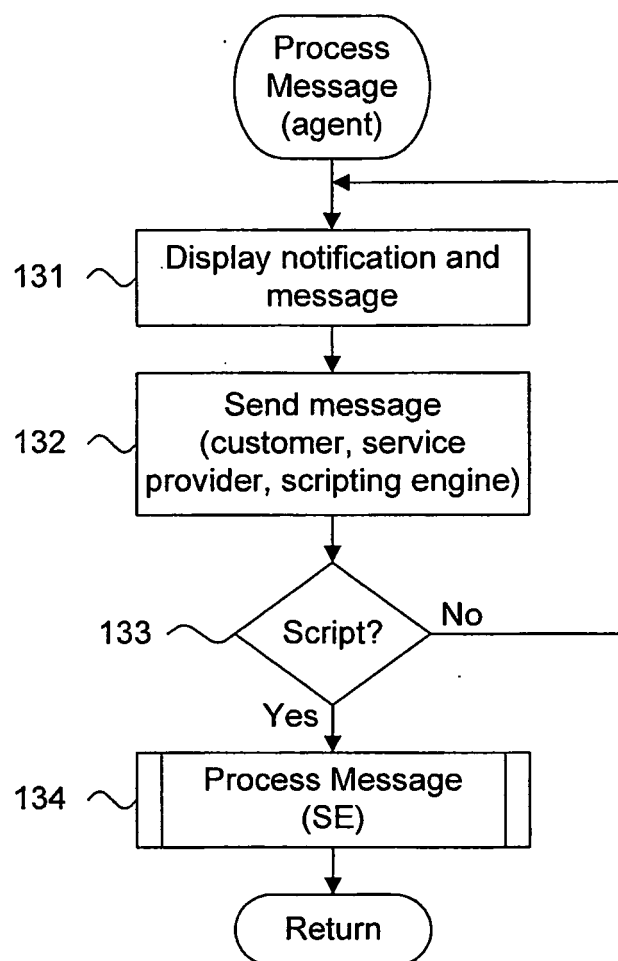 Process
Message
(agent)
131
Display notification and
message
132
Send message
(customer, service
provider, scripting engine)
133
Script?
No
Yes
134
Process Message
(SE)
Return